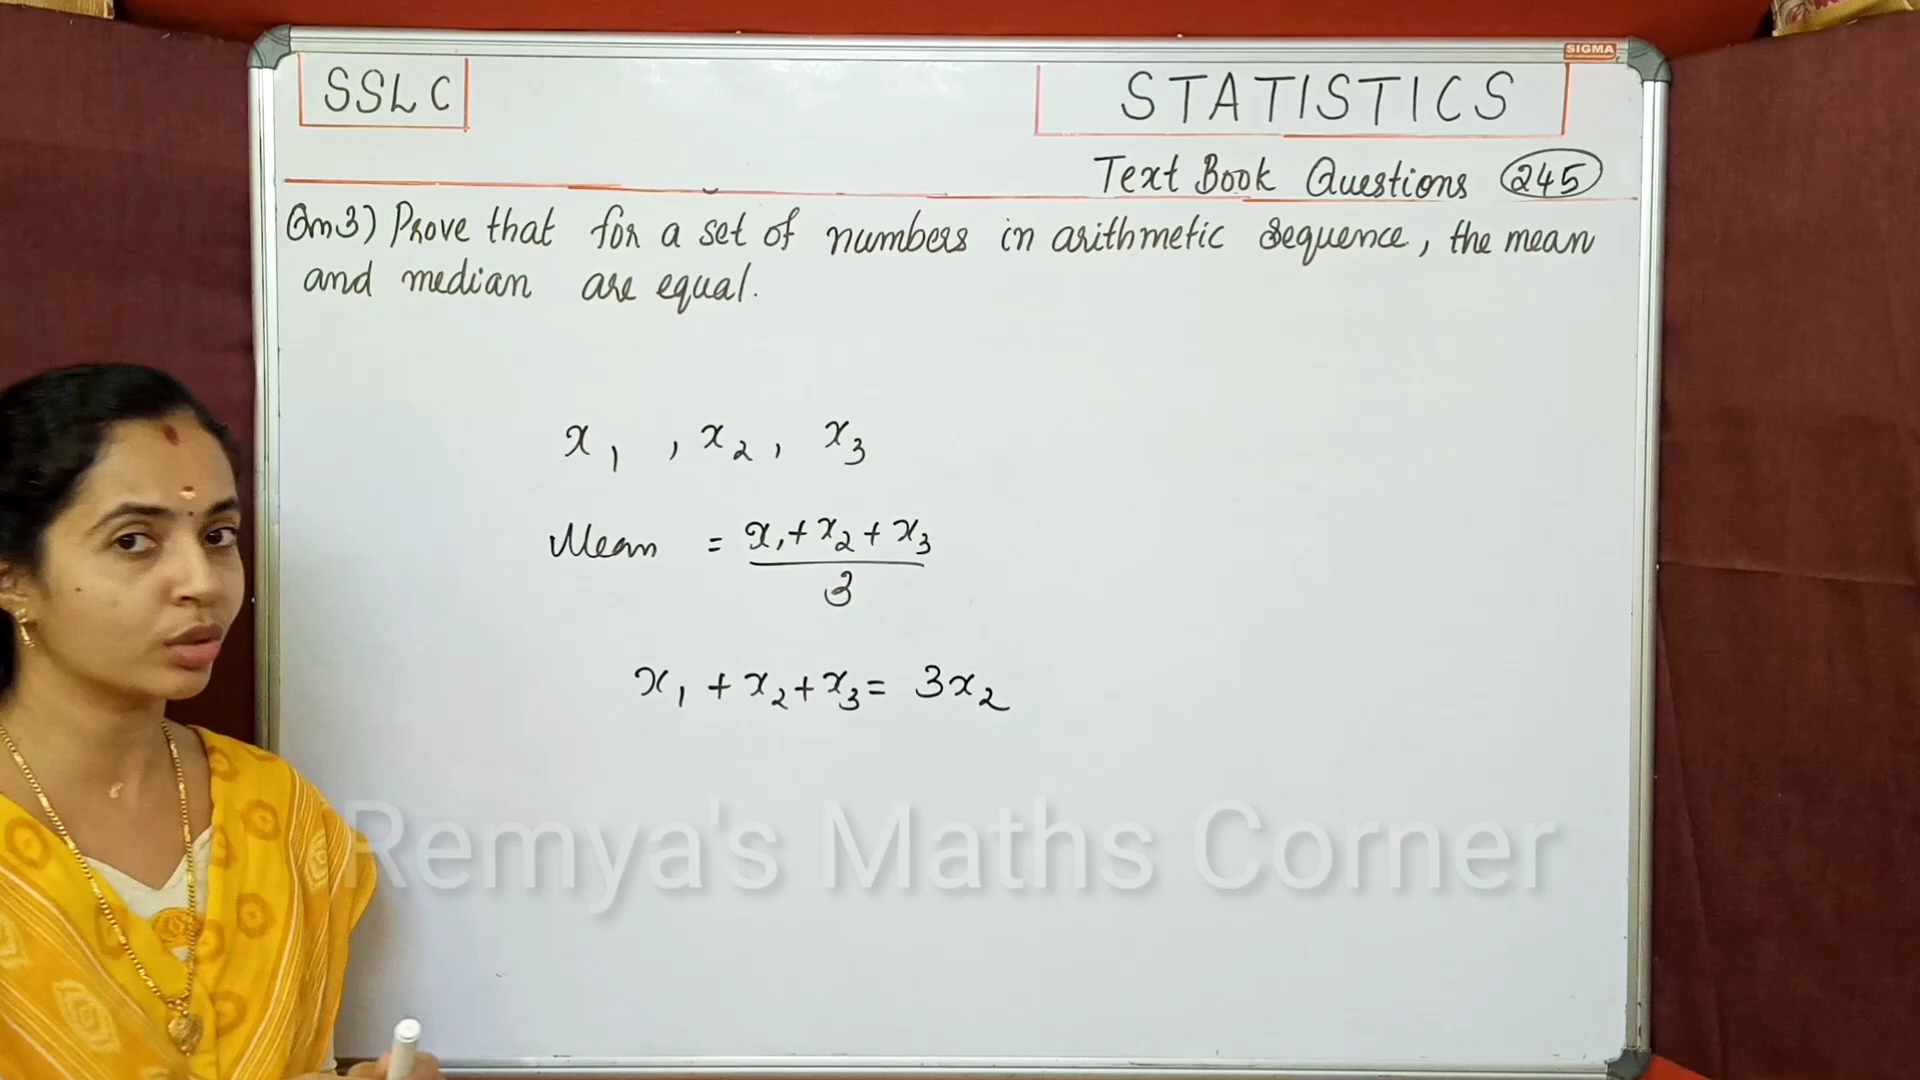 SIGMA
SSLC
STATISTICS
Text Book Questions 245
Qn3) Prove that for a set of numbers in arithmetic sequence, the mean
and median are equal.
x₁ , x₂ , x₃
Mean = (x₁ + x₂ + x₃)/3
x₁ + x₂ + x₃ = 3x₂
Remya's Maths Corner